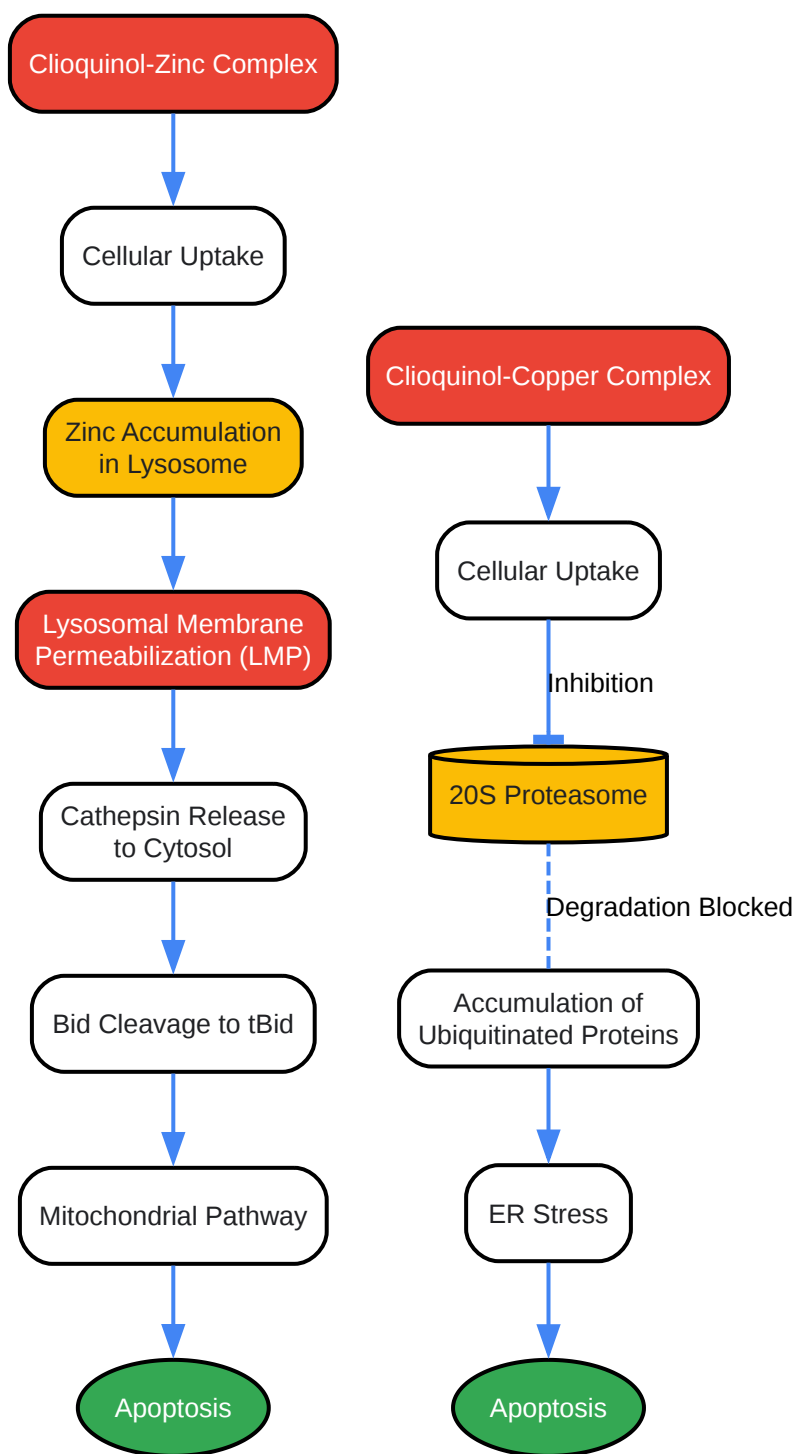 Clioquinol-Zinc Complex
Cellular Uptake
Zinc Accumulation
in Lysosome
Lysosomal Membrane
Permeabilization (LMP)
Cathepsin Release
to Cytosol
Bid Cleavage to tBid
Mitochondrial Pathway
Apoptosis
Clioquinol-Copper Complex
Cellular Uptake
Inhibition
20S Proteasome
Degradation Blocked
Accumulation of
Ubiquitinated Proteins
ER Stress
Apoptosis